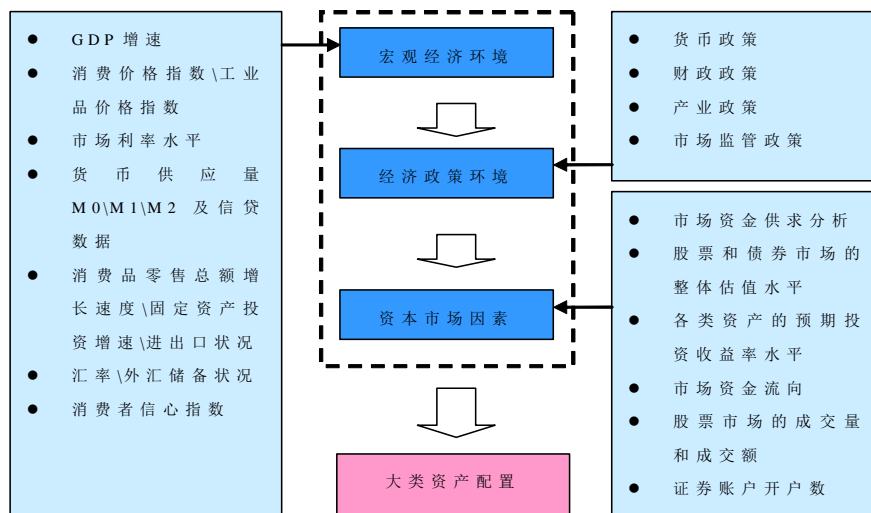 ● GDP 增速
● 消费价格指数\工业
品价格指数
● 市场利率水平
● 货币供应量
M0\M1\M2 及信贷
数据
● 消费品零售总额增
长速度\固定资产投
资增速\进出口状况
● 汇率\外汇储备状况
● 消费者信心指数
宏观经济环境
经济政策环境
资本市场因素
大类资产配置
● 货币政策
● 财政政策
● 产业政策
● 市场监管政策
● 市场资金供求分析
● 股票和债券市场的
整体估值水平
● 各类资产的预期投
资收益率水平
● 市场资金流向
● 股票市场的成交量
和成交额
● 证券账户开户数